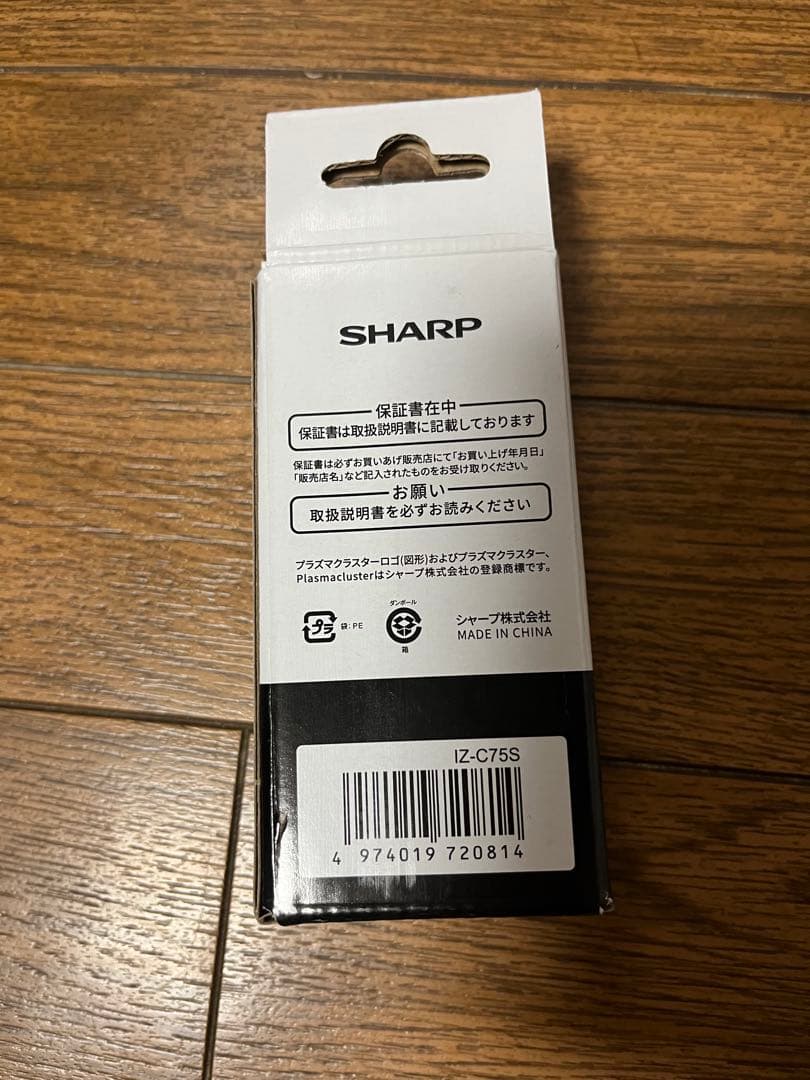 SHARP
保証書在中
保証書は取扱説明書に記載しております
保証書は必ずお買いあげ販売店にて「お買い上げ年月日」
「販売店名」など記入されたものをお受け取りください。
お願い
取扱説明書を必ずお読みください
プラズマクラスターロゴ(図形)およびプラズマクラスター、
Plasmaclusterはシャープ株式会社の登録商標です。
プラ
袋:PE
ダンボール
箱
シャープ株式会社
MADE IN CHINA
IZ-C75S
4 974019 720814